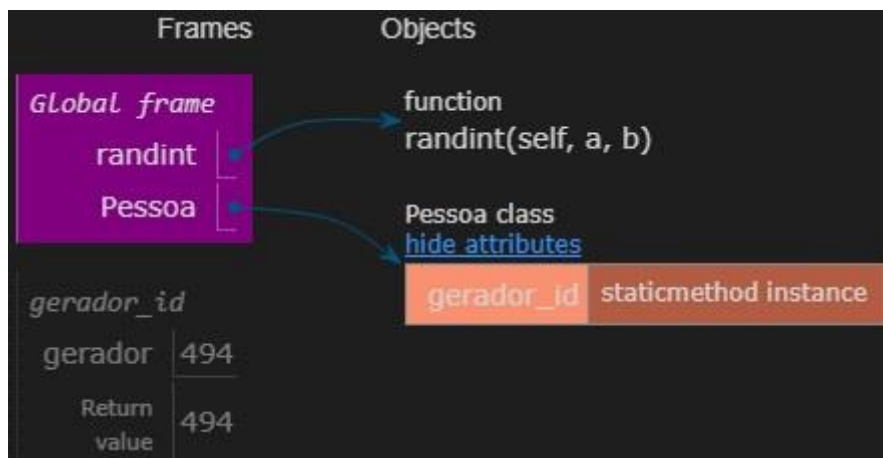 Frames Objects
Global frame
randint
Pessoa
function
randint(self, a, b)
Pessoa class
hide attributes
gerador_id staticmethod instance
gerador_id
gerador 494
Return
value 494